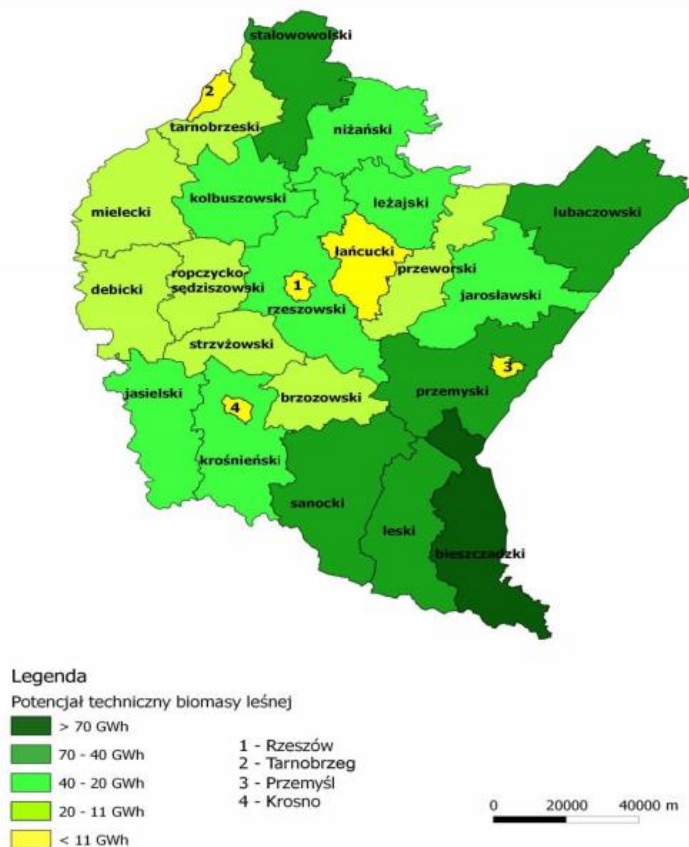 stalowowolski
2
tarnobrzeski
niżański
kolbuszowski
leżajski
mielecki
lubaczowski
łańcucki
ropczycko-
sędziszowski
przeworski
debicki
1
jarosławski
rzeszowski
strzyżowski
3
jasielski
brzozowski
przemyski
4
krośnieński
sanocki
leski
bieszczadzki
Legenda
Potencjał techniczny biomasy leśnej
> 70 GWh
70 - 40 GWh
40 - 20 GWh
20 - 11 GWh
< 11 GWh
1 - Rzeszów
2 - Tarnobrzeg
3 - Przemyśl
4 - Krosno
0 20000 40000 m